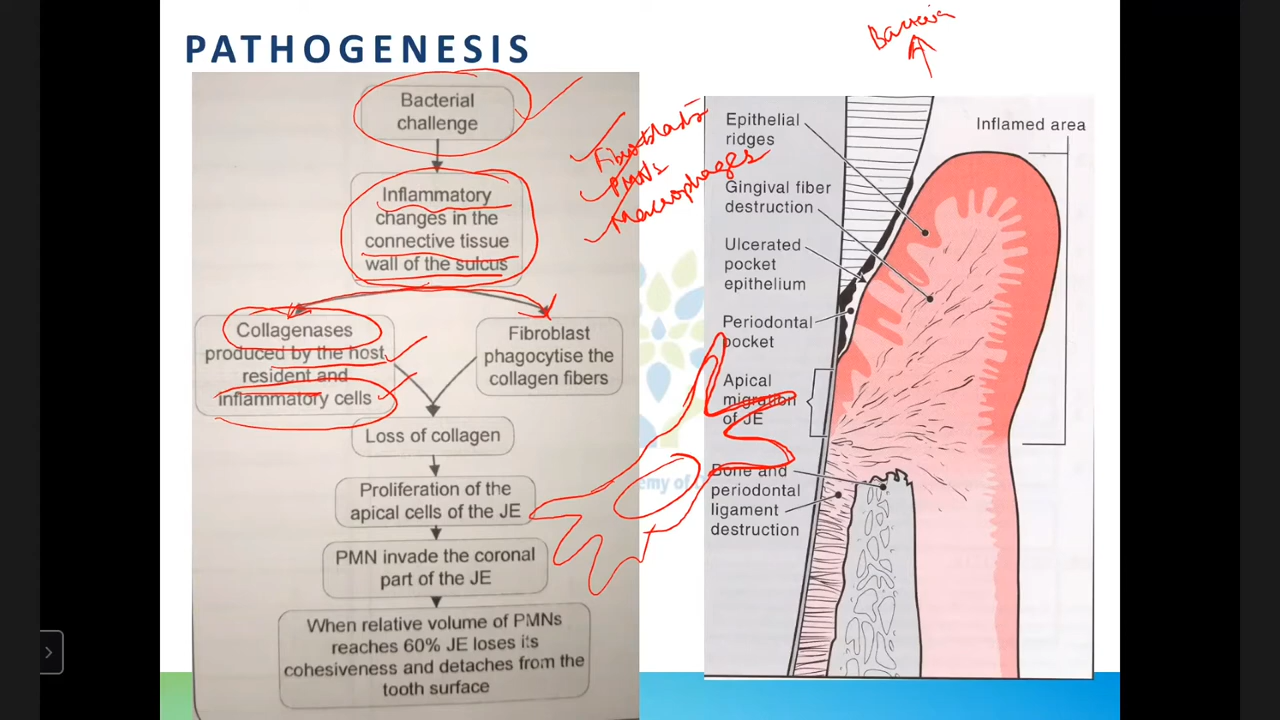 PATHOGENESIS
Bacteria
Bacterial
challenge
Inflammatory
changes in the
connective tissue
wall of the sulcus
Fibroblasts
PMNs
Macrophages
Collagenases
produced by the host
resident and
inflammatory cells
Fibroblast
phagocytise the
collagen fibers
Loss of collagen
Proliferation of the
apical cells of the JE
PMN invade the coronal
part of the JE
When relative volume of PMNs
reaches 60% JE loses its
cohesiveness and detaches from the
tooth surface
Epithelial
ridges
Gingival fiber
destruction
Ulcerated
pocket
epithelium
Periodontal
pocket
Apical
migration
of JE
Bone and
periodontal
ligament
destruction
Inflamed area